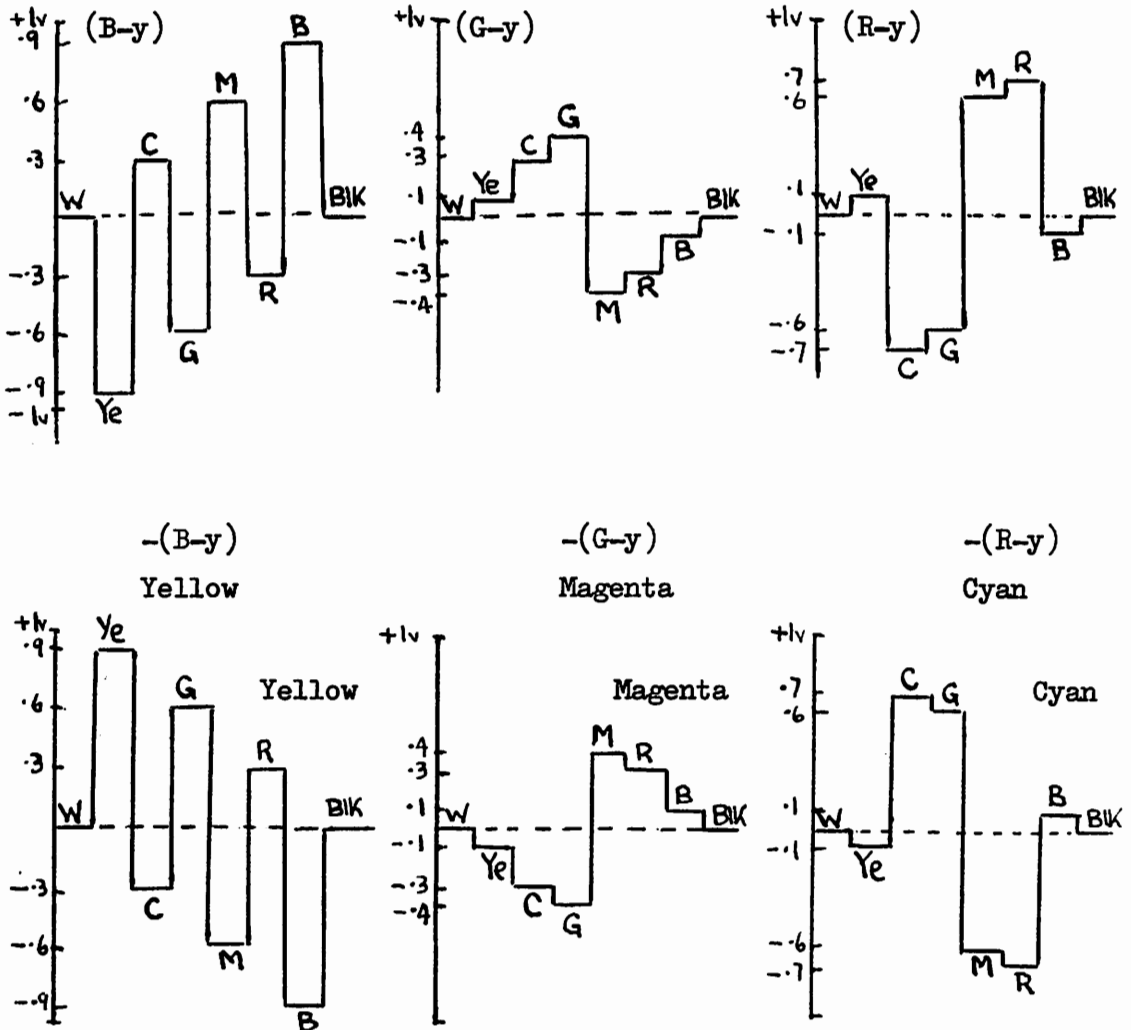 +1v (B–y)
B
·9
M
·6
C
·3
W
Blk
–·3
R
–·6
G
–·9
–1v
Ye
+1v (G–y)
G
·4
C
·3
Ye
·1
W
Blk
–·1
B
–·3
R
–·4
M
+1v (R–y)
R
·7
M
·6
·1
Ye
W
Blk
–·1
B
–·6
G
–·7
C
–(B–y)
Yellow
–(G–y)
Magenta
–(R–y)
Cyan
+1v
Ye
·9
G
Yellow
·6
R
·3
W
Blk
–·3
C
–·6
M
–·9
B
+1v
Magenta
M
·4
R
·3
B
·1
W
Blk
–·1
Ye
–·3
C
–·4
G
+1v
C
·7
G
Cyan
·6
B
·1
W
Blk
–·1
Ye
–·6
M
–·7
R